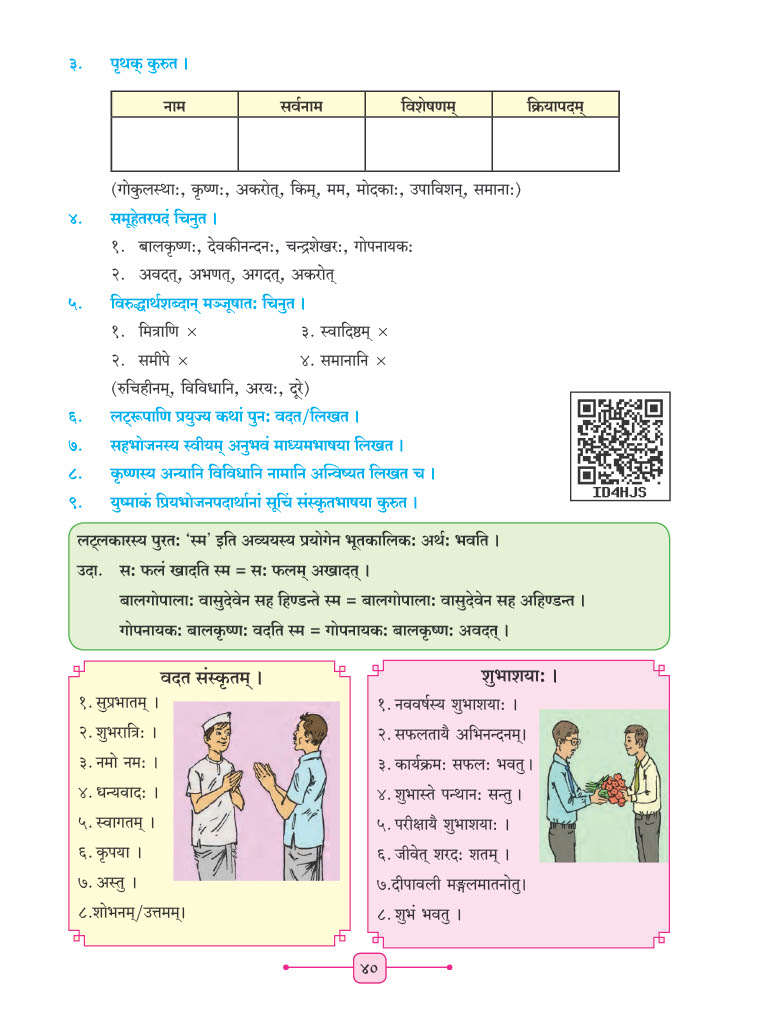 ३. पृथक् कुरुत ।
नाम सर्वनाम विशेषणम् क्रियापदम्
(गोकुलस्थाः, कृष्णः, अकरोत्, किम्, मम, मोदकाः, उपाविशन्, समानाः)
४. समूहेतरपदं चिनुत ।
१. बालकृष्णः, देवकीनन्दनः, चन्द्रशेखरः, गोपनायकः
२. अवदत्, अभणत्, अगदत्, अकरोत्
५. विरुद्धार्थशब्दान् मञ्जूषातः चिनुत ।
१. मित्राणि × ३. स्वादिष्ठम् ×
२. समीपे × ४. समानानि ×
(रुचिहीनम्, विविधानि, अरयः, दूरे)
६. लट्‌रूपाणि प्रयुज्य कथां पुनः वदत/लिखत ।
७. सहभोजनस्य स्वीयम् अनुभवं माध्यमभाषया लिखत ।
८. कृष्णस्य अन्यानि विविधानि नामानि अन्विष्यत लिखत च ।
९. युष्माकं प्रियभोजनपदार्थानां सूचिं संस्कृतभाषया कुरुत ।
ID4HJS
लट्‌लकारस्य पुरतः ‘स्म’ इति अव्ययस्य प्रयोगेन भूतकालिकः अर्थः भवति ।
उदा. सः फलं खादति स्म = सः फलम् अखादत् ।
बालगोपालाः वासुदेवेन सह हिण्डन्ते स्म = बालगोपालाः वासुदेवेन सह अहिण्डन्त ।
गोपनायकः बालकृष्णः वदति स्म = गोपनायकः बालकृष्णः अवदत् ।
वदत संस्कृतम् ।
१. सुप्रभातम् ।
२. शुभरात्रिः ।
३. नमो नमः ।
४. धन्यवादः ।
५. स्वागतम् ।
६. कृपया ।
७. अस्तु ।
८.शोभनम्/उत्तमम्।
शुभाशयाः ।
१. नववर्षस्य शुभाशयाः ।
२. सफलतायै अभिनन्दनम्।
३. कार्यक्रमः सफलः भवतु।
४. शुभास्ते पन्थानः सन्तु ।
५. परीक्षायै शुभाशयाः ।
६. जीवेत् शरदः शतम् ।
७.दीपावली मङ्गलमातनोतु।
८. शुभं भवतु ।
४०